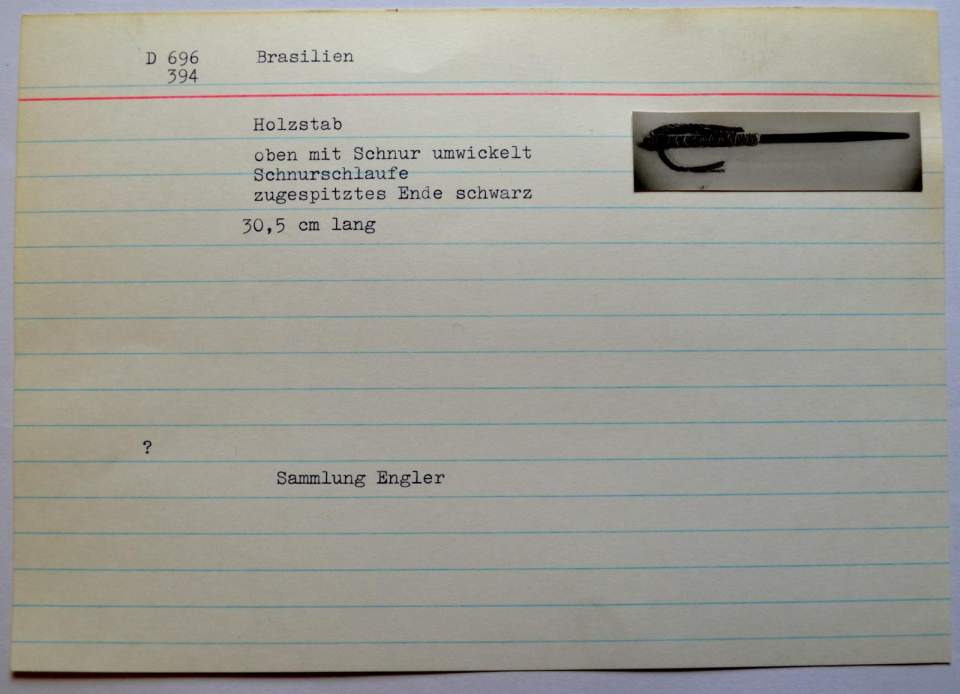 D 696 Brasilien
394
Holzstab
oben mit Schnur umwickelt
Schnurschlaufe
zugespitztes Ende schwarz
30,5 cm lang
?
Sammlung Engler